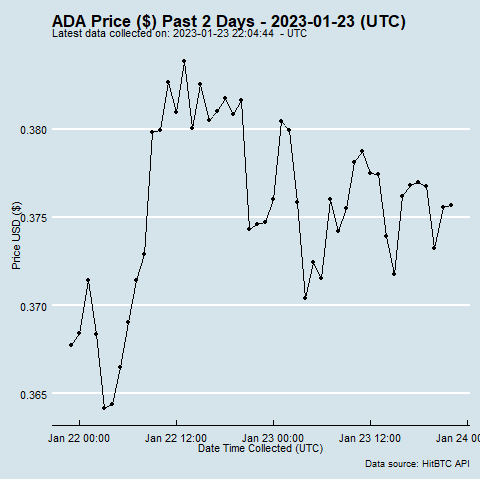 ADA Price ($) Past 2 Days - 2023-01-23 (UTC)
Latest data collected on: 2023-01-23 22:04:44  - UTC
0.380
0.375
0.370
0.365
Price USD ($)
Jan 22 00:00 Jan 22 12:00 Jan 23 00:00 Jan 23 12:00 Jan 24 00
Date Time Collected (UTC)
Data source: HitBTC API